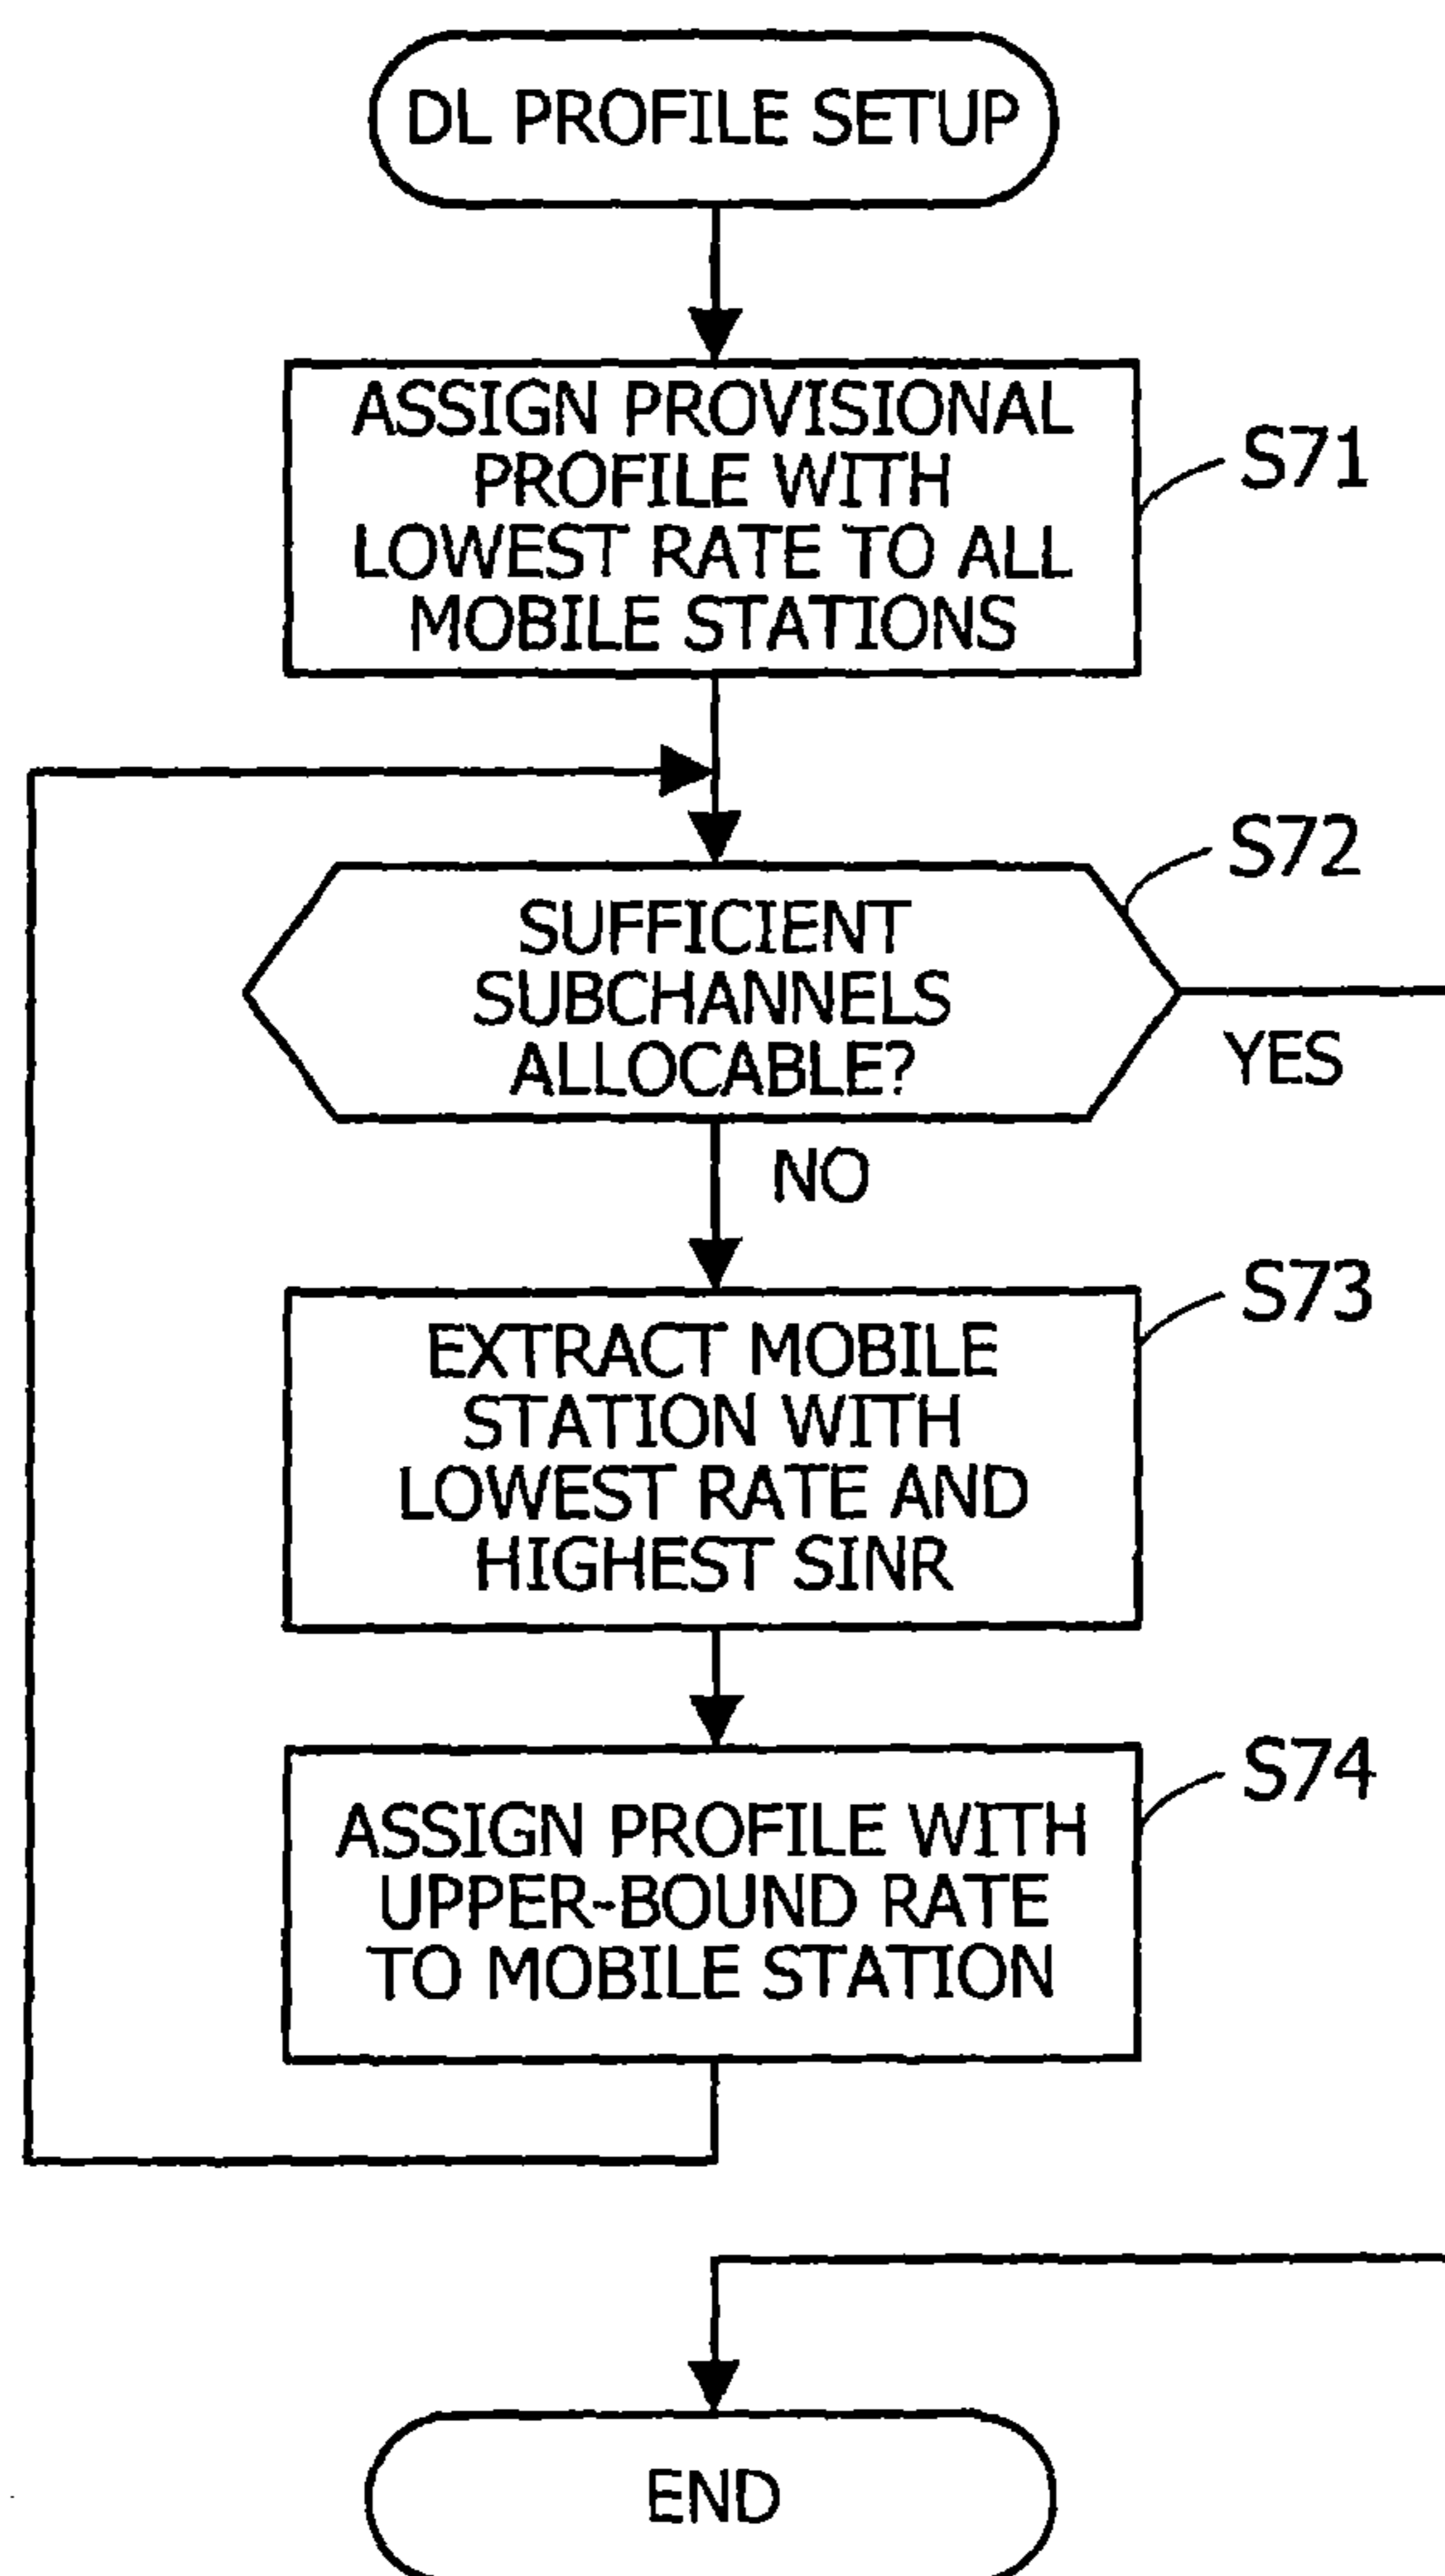 DL PROFILE SETUP
ASSIGN PROVISIONAL
PROFILE WITH
LOWEST RATE TO ALL
MOBILE STATIONS
S71
S72
SUFFICIENT
SUBCHANNELS
ALLOCABLE?
YES
NO
S73
EXTRACT MOBILE
STATION WITH
LOWEST RATE AND
HIGHEST SINR
S74
ASSIGN PROFILE WITH
UPPER-BOUND RATE
TO MOBILE STATION
END